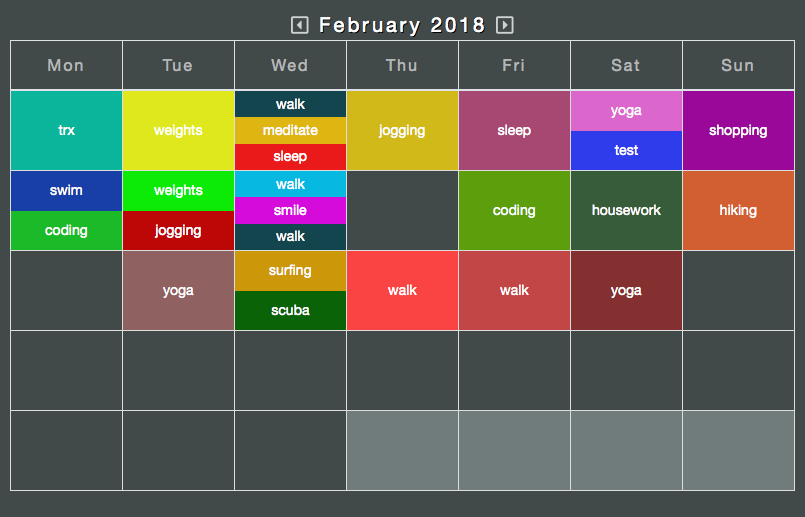 February 2018
Mon Tue Wed Thu Fri Sat Sun
trx
weights
walk
meditate
sleep
jogging
sleep
yoga
test
shopping
swim
coding
weights
jogging
walk
smile
walk
coding
housework
hiking
yoga
surfing
scuba
walk
walk
yoga